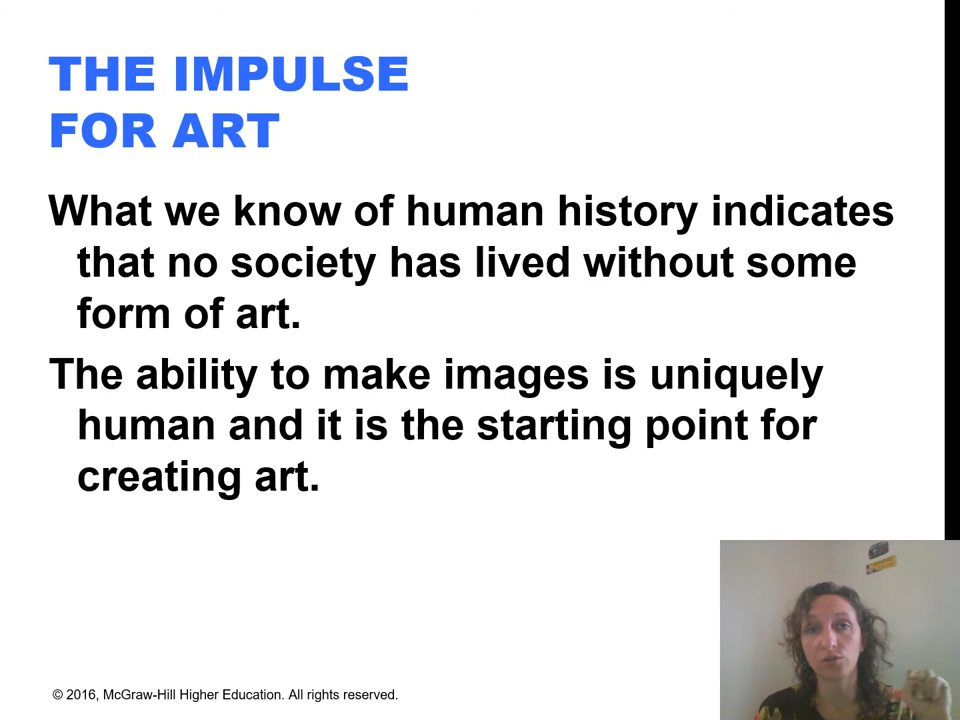 THE IMPULSE
FOR ART
What we know of human history indicates
that no society has lived without some
form of art.
The ability to make images is uniquely
human and it is the starting point for
creating art.
© 2016, McGraw-Hill Higher Education. All rights reserved.